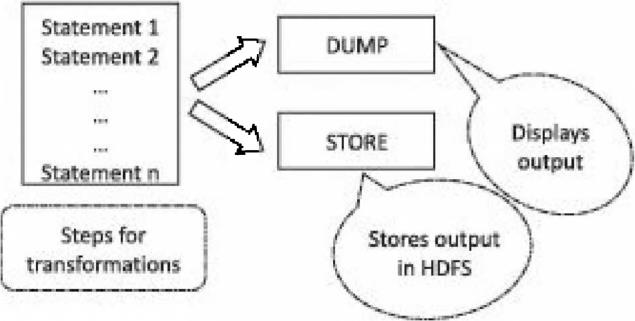 Statement 1
Statement 2
...
...
...
Statement n
Steps for
transformations
DUMP
STORE
Displays
output
Stores output
in HDFS